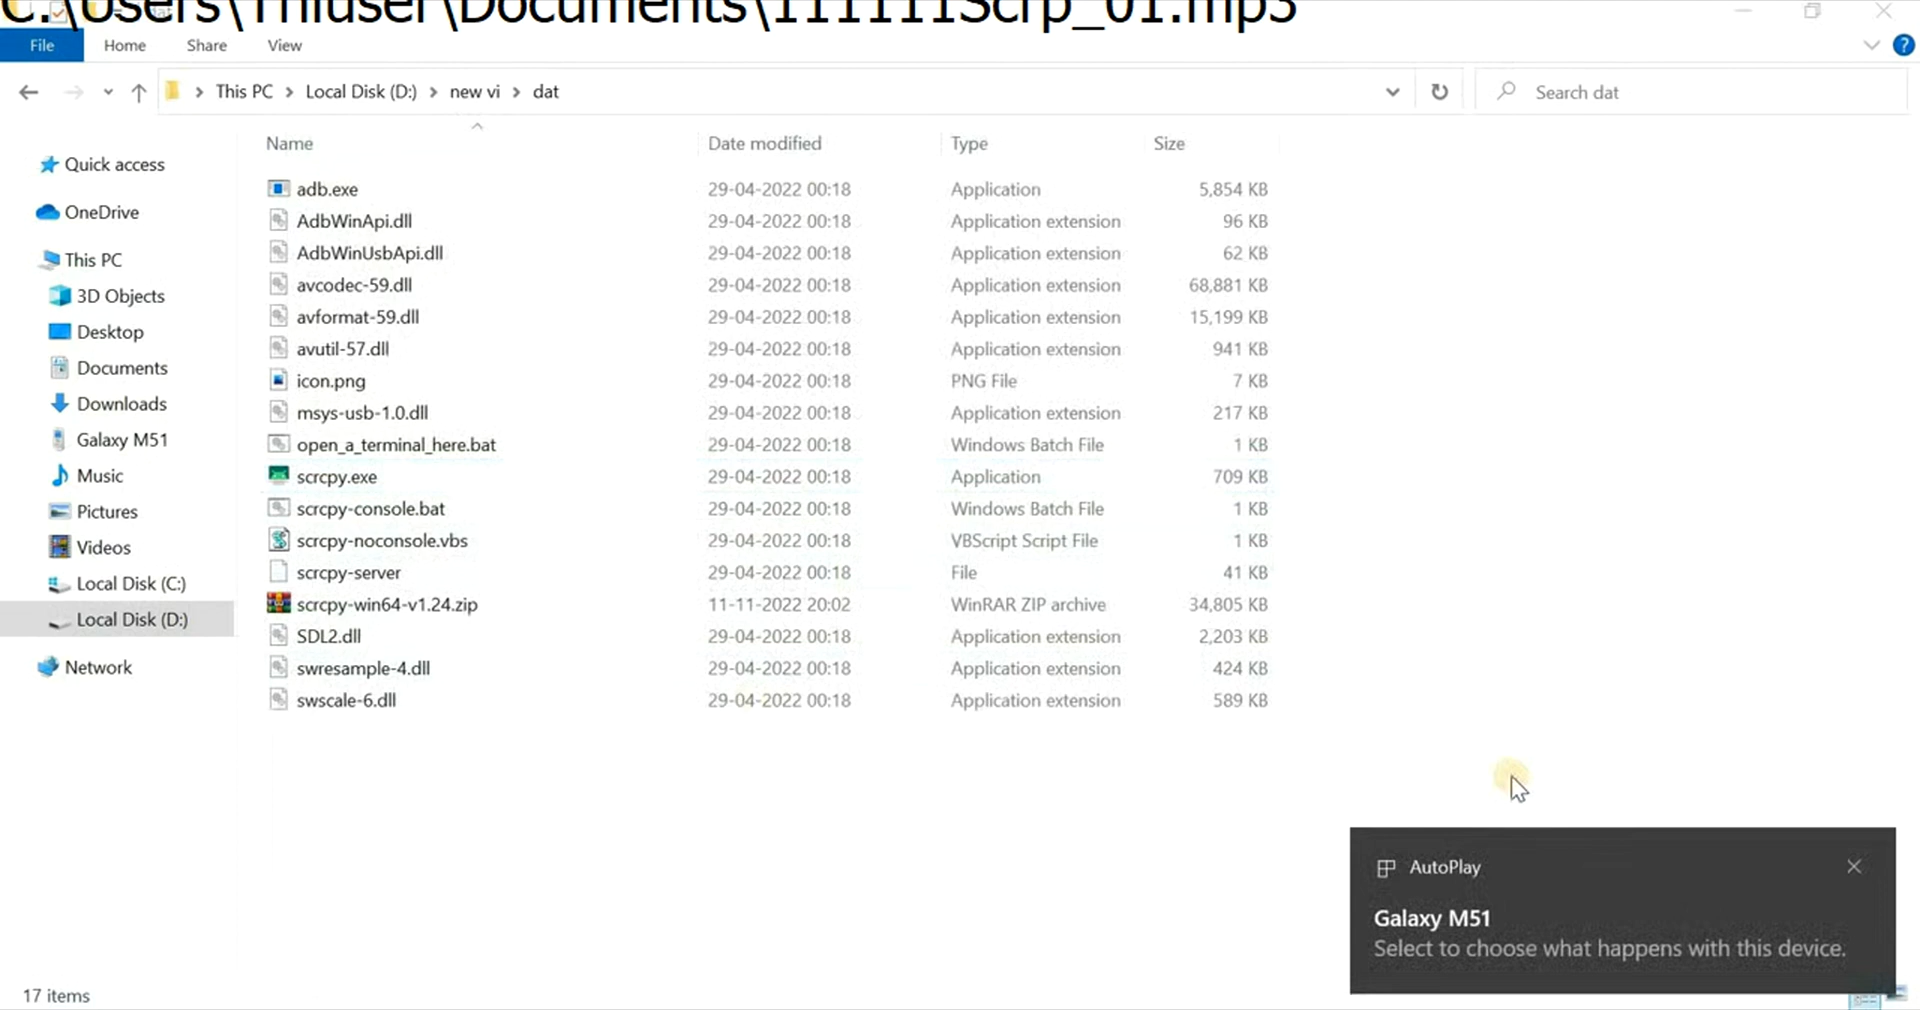 C:\Users\Thiuser\Documents\111111Scrp_01.mp3
File Home Share View
This PC Local Disk (D:) new vi dat
Search dat
Name Date modified Type Size
Quick access
OneDrive
This PC
3D Objects
Desktop
Documents
Downloads
Galaxy M51
Music
Pictures
Videos
Local Disk (C:)
Local Disk (D:)
Network
adb.exe 29-04-2022 00:18 Application 5,854 KB
AdbWinApi.dll 29-04-2022 00:18 Application extension 96 KB
AdbWinUsbApi.dll 29-04-2022 00:18 Application extension 62 KB
avcodec-59.dll 29-04-2022 00:18 Application extension 68,881 KB
avformat-59.dll 29-04-2022 00:18 Application extension 15,199 KB
avutil-57.dll 29-04-2022 00:18 Application extension 941 KB
icon.png 29-04-2022 00:18 PNG File 7 KB
msys-usb-1.0.dll 29-04-2022 00:18 Application extension 217 KB
open_a_terminal_here.bat 29-04-2022 00:18 Windows Batch File 1 KB
scrcpy.exe 29-04-2022 00:18 Application 709 KB
scrcpy-console.bat 29-04-2022 00:18 Windows Batch File 1 KB
scrcpy-noconsole.vbs 29-04-2022 00:18 VBScript Script File 1 KB
scrcpy-server 29-04-2022 00:18 File 41 KB
scrcpy-win64-v1.24.zip 11-11-2022 20:02 WinRAR ZIP archive 34,805 KB
SDL2.dll 29-04-2022 00:18 Application extension 2,203 KB
swresample-4.dll 29-04-2022 00:18 Application extension 424 KB
swscale-6.dll 29-04-2022 00:18 Application extension 589 KB
AutoPlay
Galaxy M51
Select to choose what happens with this device.
17 items